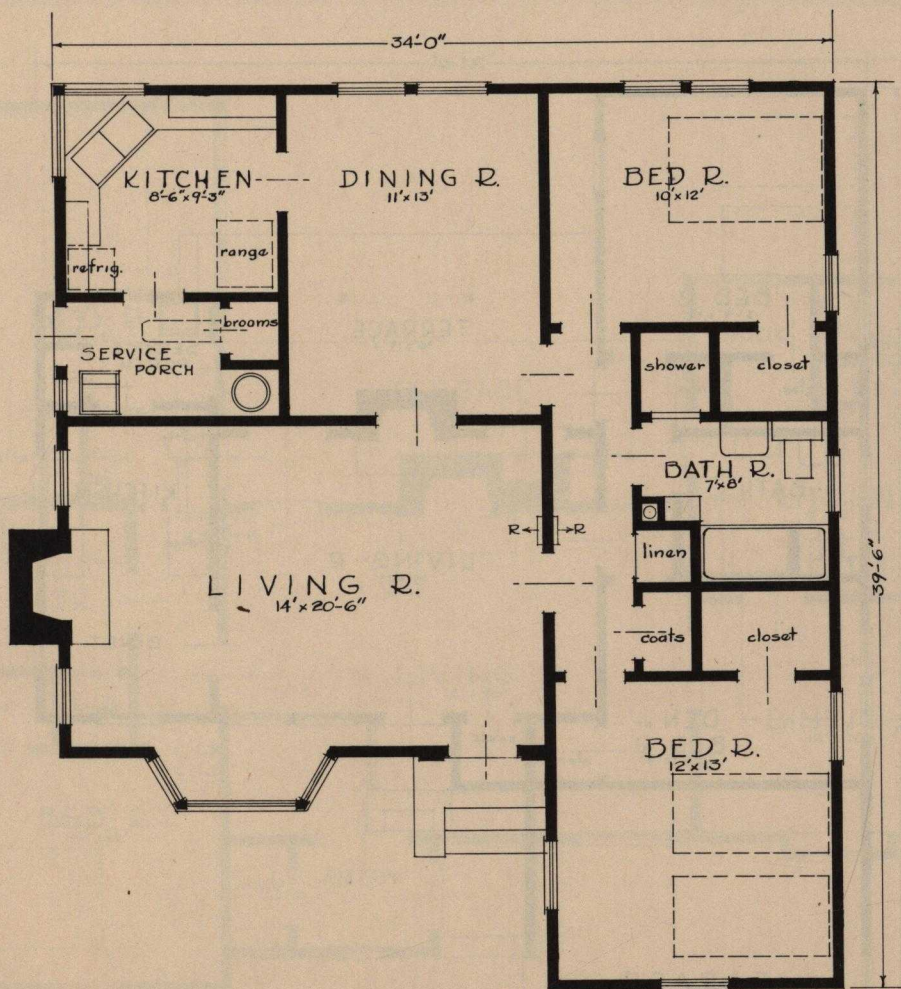 34'-0"
KITCHEN
8'-6"x9'-3"
DINING R.
11'x13'
BED R.
10'x12'
refrig.
range
brooms
SERVICE
PORCH
shower
closet
BATH R.
7'x8'
R R
linen
LIVING R.
14'x20'-6"
coats
closet
39'-6"
BED R.
12'x13'